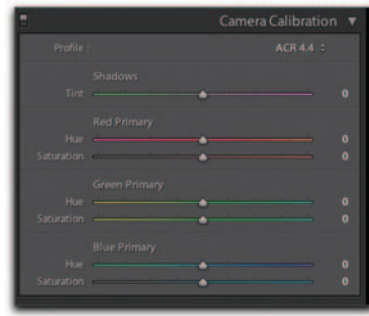 Camera Calibration
Profile : ACR 4.4
Shadows
Tint 0
Red Primary
Hue 0
Saturation 0
Green Primary
Hue 0
Saturation 0
Blue Primary
Hue 0
Saturation 0